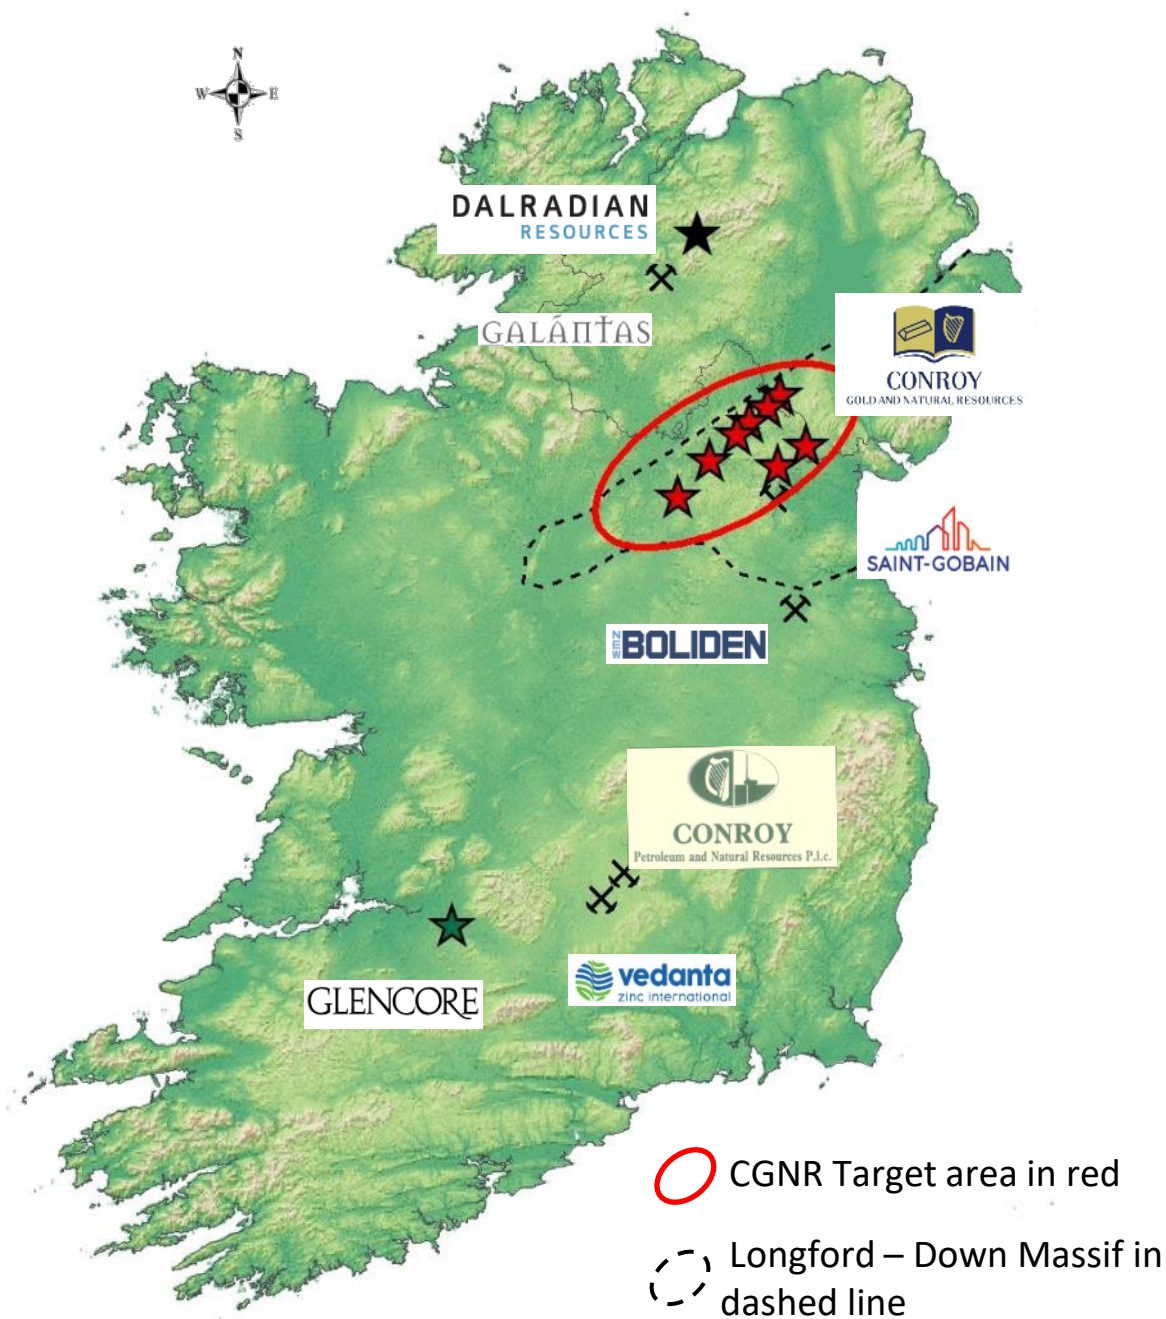 N
W E
S
DALRADIAN
RESOURCES
GALÁNTAS
CONROY
GOLD AND NATURAL RESOURCES
SAINT-GOBAIN
NEW BOLIDEN
CONROY
Petroleum and Natural Resources P.l.c.
vedanta
zinc international
GLENCORE
CGNR Target area in red
Longford – Down Massif in
dashed line